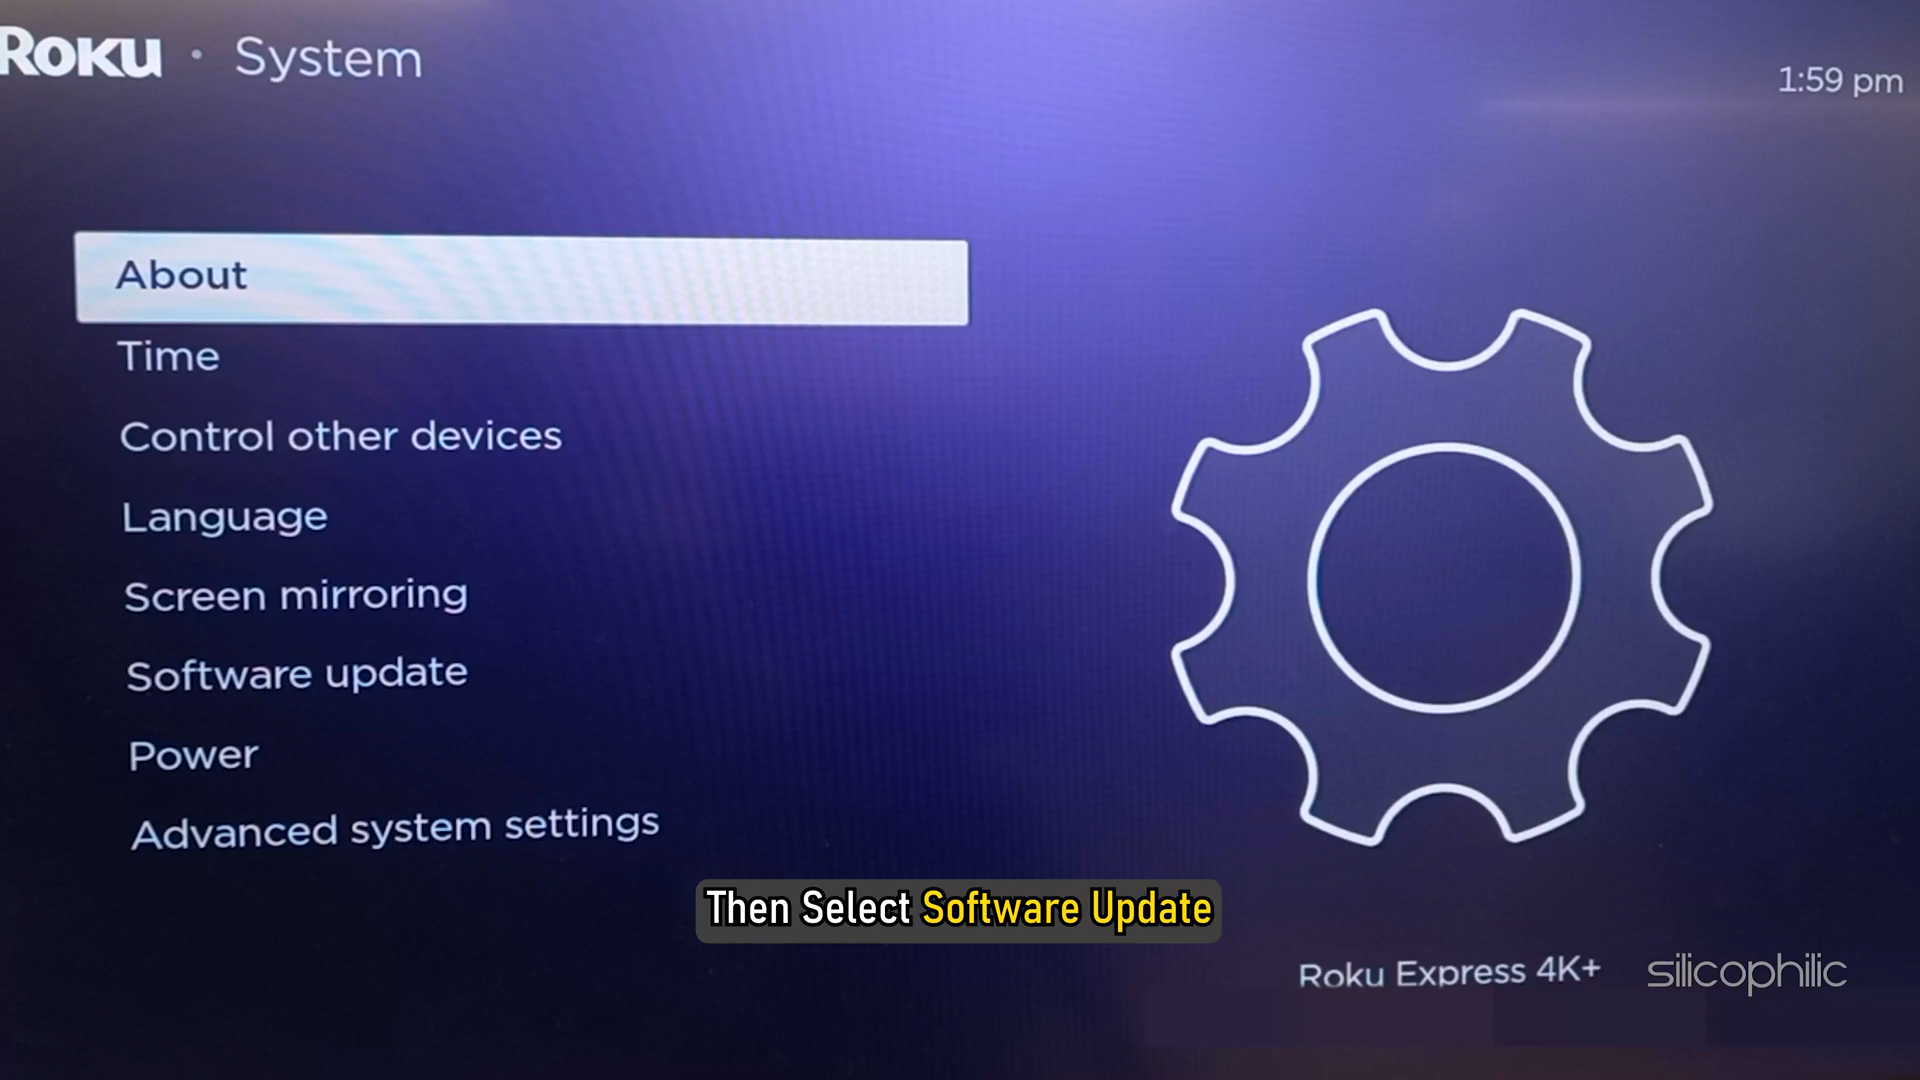 Roku · System
1:59 pm
About
Time
Control other devices
Language
Screen mirroring
Software update
Power
Advanced system settings
Then Select Software Update
Roku Express 4K+
silicophilic